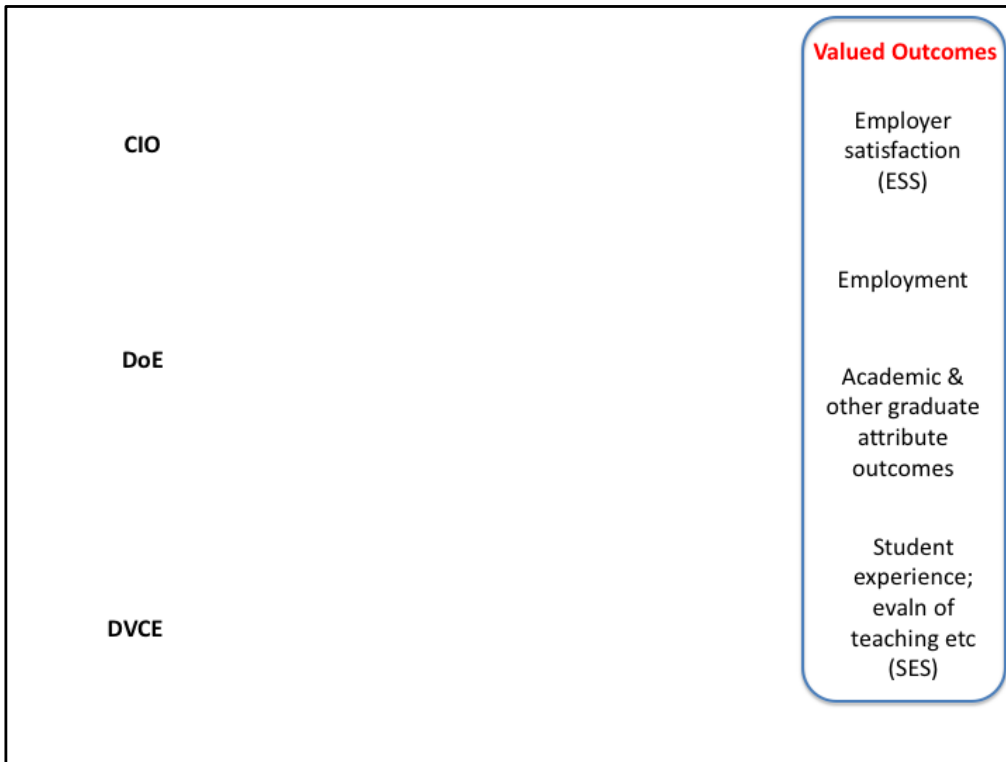 Valued Outcomes
CIO
Employer
satisfaction
(ESS)
Employment
DoE
Academic &
other graduate
attribute
outcomes
Student
experience;
evaln of
teaching etc
(SES)
DVCE